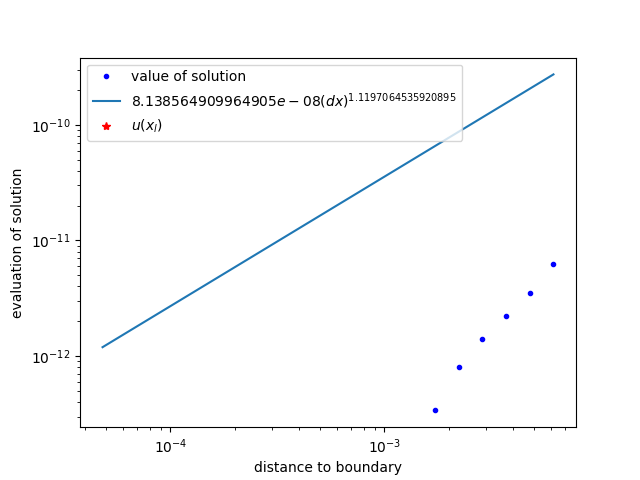 value of solution
8.138564909964905e − 08(dx)^1.1197064535920895
u(x_l)
10^−10
10^−11
10^−12
evaluation of solution
10^−4
10^−3
distance to boundary